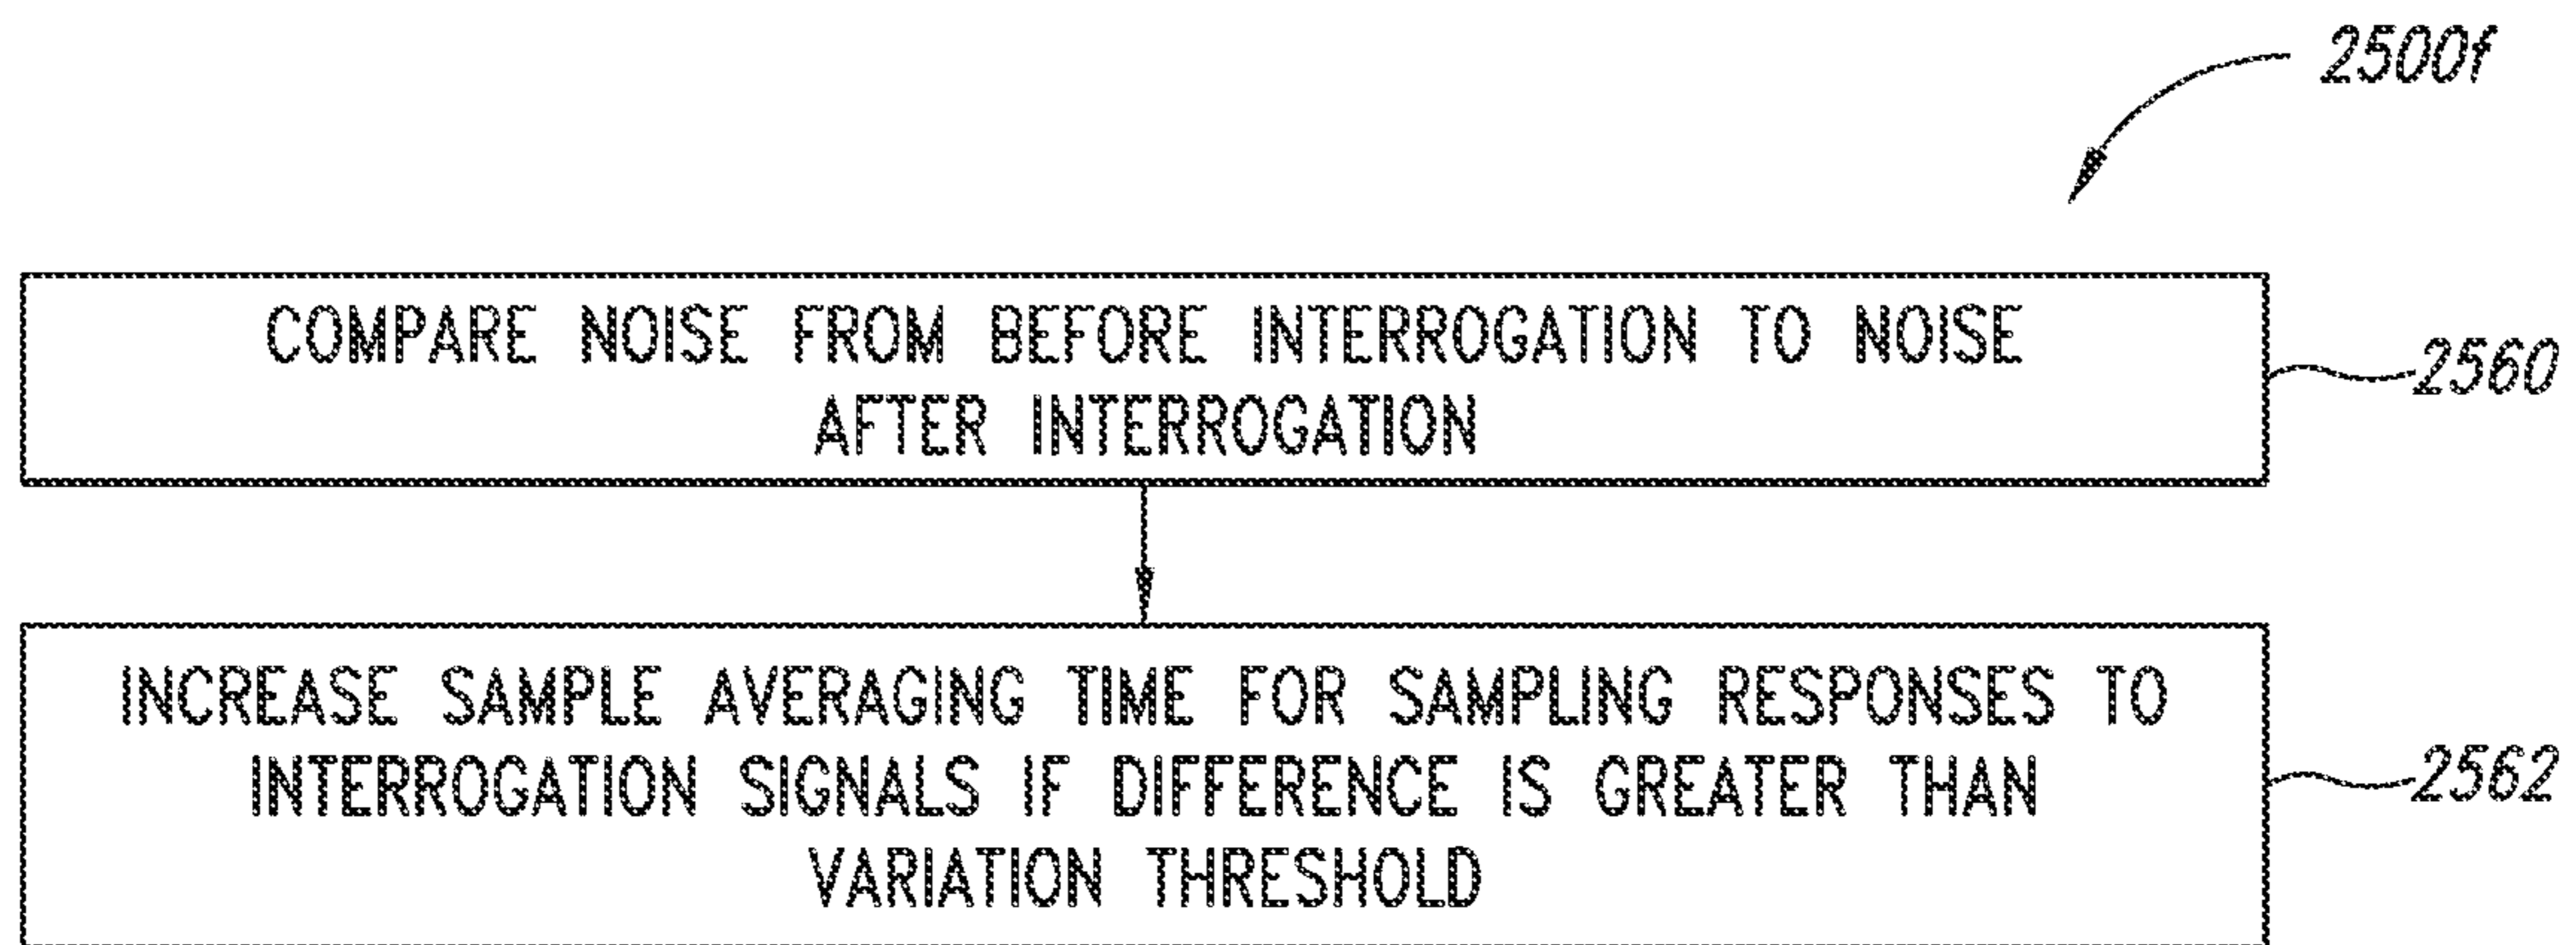 2500f
COMPARE NOISE FROM BEFORE INTERROGATION TO NOISE
AFTER INTERROGATION
2560
INCREASE SAMPLE AVERAGING TIME FOR SAMPLING RESPONSES TO
INTERROGATION SIGNALS IF DIFFERENCE IS GREATER THAN
VARIATION THRESHOLD
2562